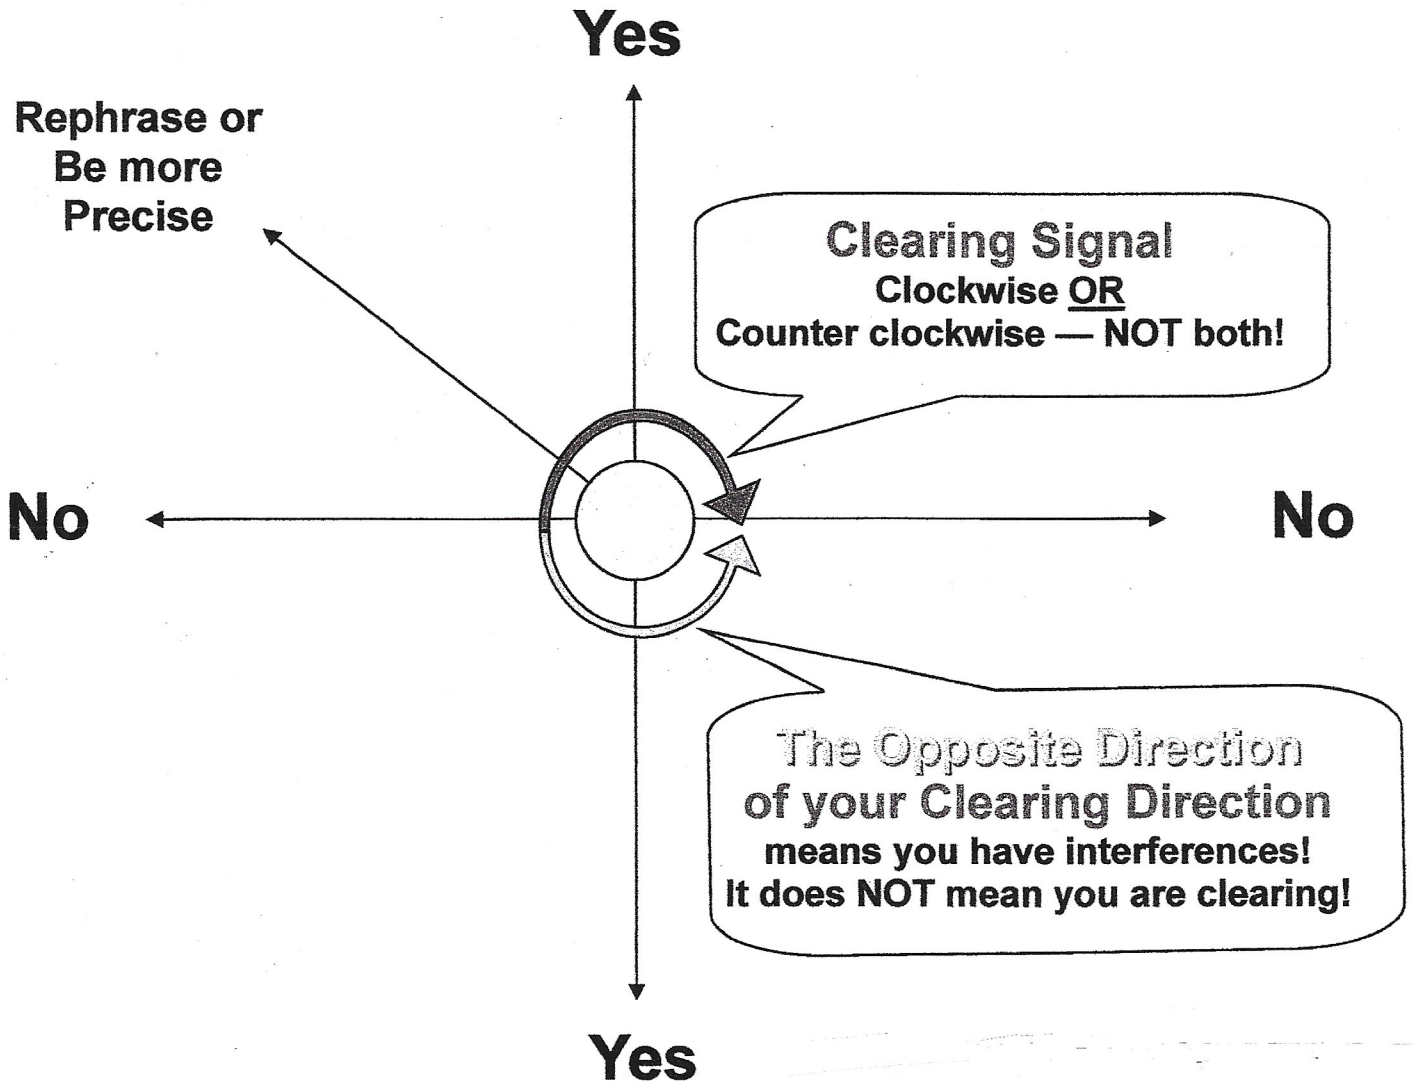 Yes
Rephrase or
Be more
Precise
Clearing Signal
Clockwise OR
Counter clockwise — NOT both!
No
No
The Opposite Direction
of your Clearing Direction
means you have interferences!
It does NOT mean you are clearing!
Yes